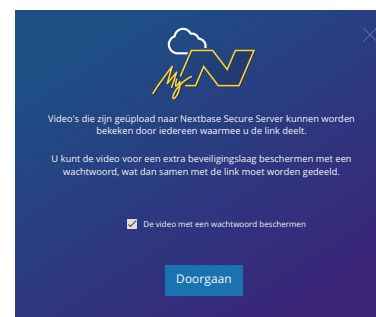 My N
Video's die zijn geüpload naar Nextbase Secure Server kunnen worden
bekeken door iedereen waarmee u de link deelt.
U kunt de video voor een extra beveiligingslaag beschermen met een
wachtwoord, wat dan samen met de link moet worden gedeeld.
De video met een wachtwoord beschermen
Doorgaan